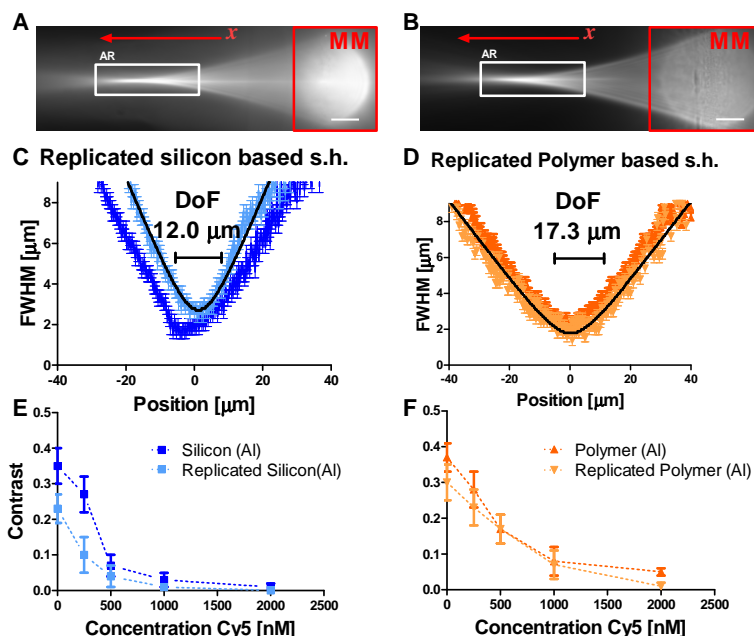 A
x
MM
AR
B
x
MM
AR
C Replicated silicon based s.h.
DoF
12.0 µm
FWHM [µm]
8
6
4
2
0
-40 -20 0 20 40
Position [µm]
D Replicated Polymer based s.h.
DoF
17.3 µm
FWHM [µm]
8
6
4
2
0
-40 -20 0 20 40
Position [µm]
E
Silicon (Al)
Replicated Silicon(Al)
Contrast
0.5
0.4
0.3
0.2
0.1
0.0
0 500 1000 1500 2000 2500
Concentration Cy5 [nM]
F
Polymer (Al)
Replicated Polymer (Al)
0.5
0.4
0.3
0.2
0.1
0.0
0 500 1000 1500 2000 2500
Concentration Cy5 [nM]